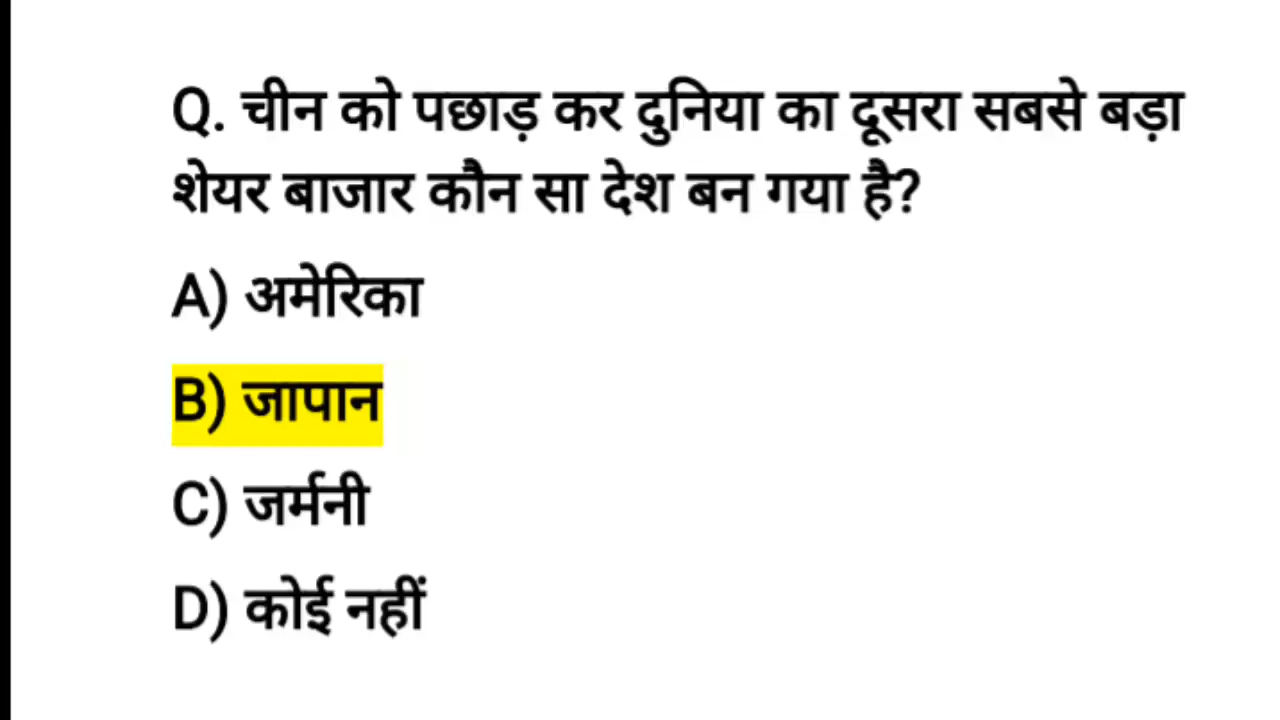 Q. चीन को पछाड़ कर दुनिया का दूसरा सबसे बड़ा
शेयर बाजार कौन सा देश बन गया है?
A) अमेरिका
B) जापान
C) जर्मनी
D) कोई नहीं